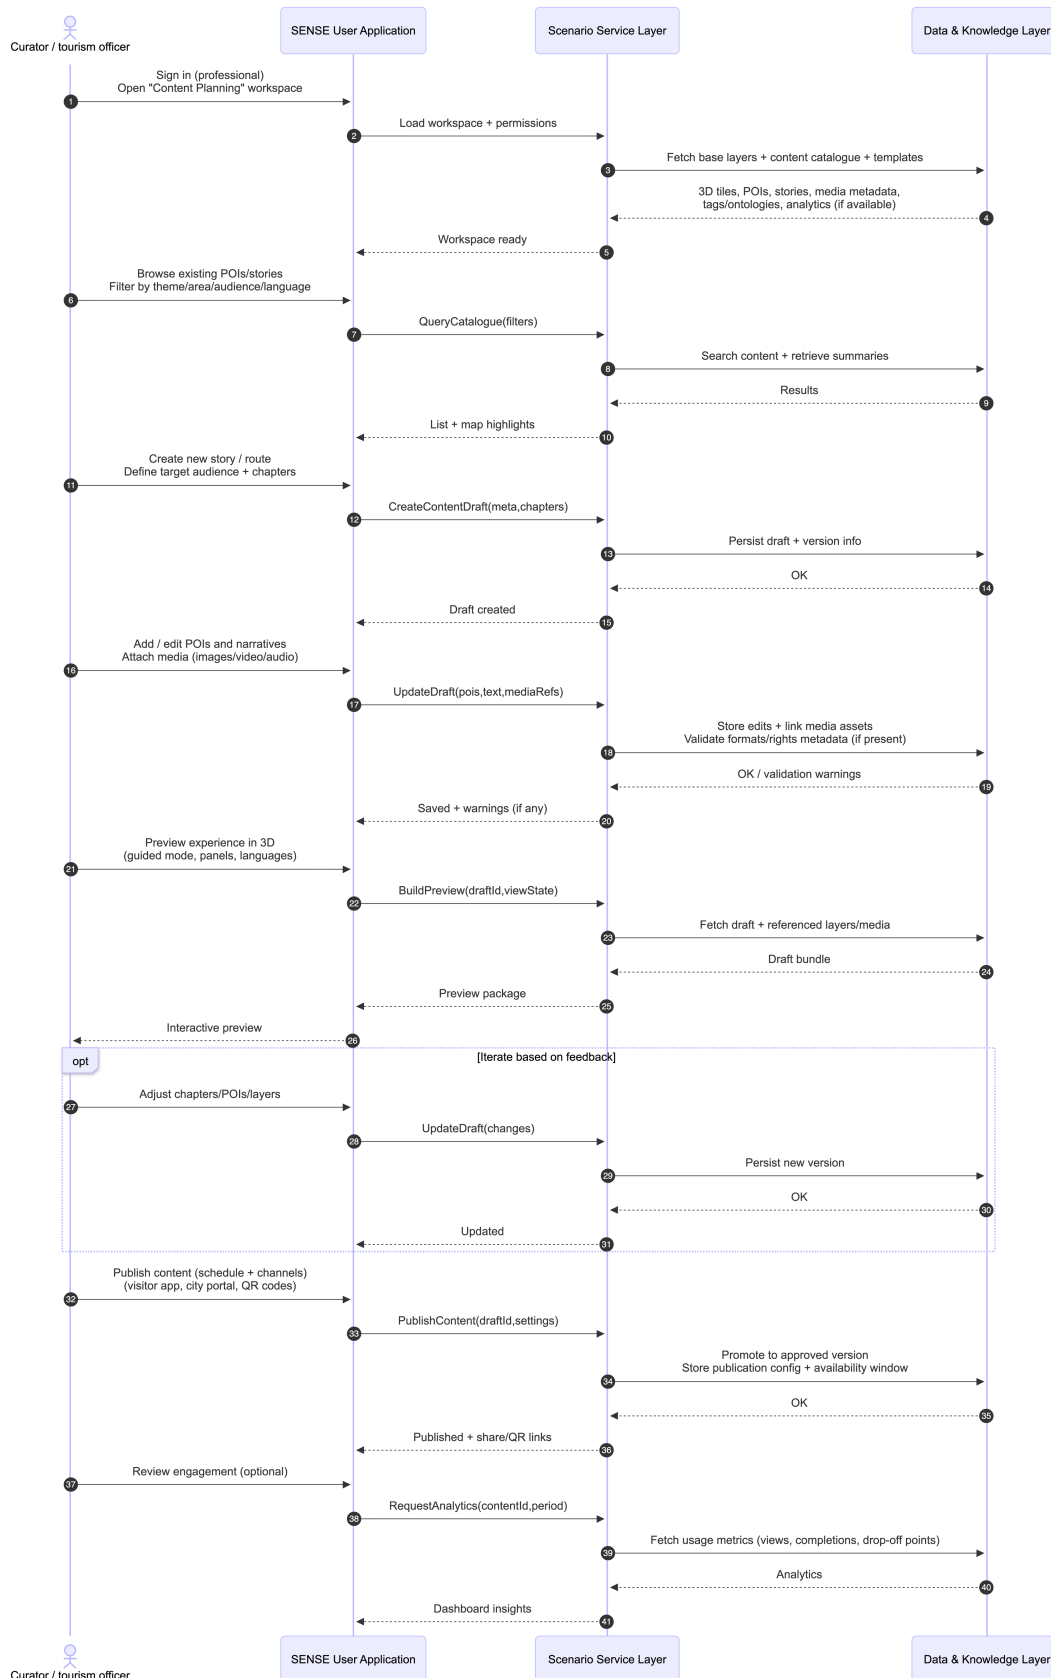 Curator / tourism officer
SENSE User Application
Scenario Service Layer
Data & Knowledge Layer
Sign in (professional)
Open "Content Planning" workspace
1
Load workspace + permissions
2
Fetch base layers + content catalogue + templates
3
3D tiles, POIs, stories, media metadata,
tags/ontologies, analytics (if available)
4
Workspace ready
5
Browse existing POIs/stories
Filter by theme/area/audience/language
6
QueryCatalogue(filters)
7
Search content + retrieve summaries
8
Results
9
List + map highlights
10
Create new story / route
Define target audience + chapters
11
CreateContentDraft(meta,chapters)
12
Persist draft + version info
13
OK
14
Draft created
15
Add / edit POIs and narratives
Attach media (images/video/audio)
16
UpdateDraft(pois,text,mediaRefs)
17
Store edits + link media assets
Validate formats/rights metadata (if present)
18
OK / validation warnings
19
Saved + warnings (if any)
20
Preview experience in 3D
(guided mode, panels, languages)
21
BuildPreview(draftId,viewState)
22
Fetch draft + referenced layers/media
23
Draft bundle
24
Preview package
25
Interactive preview
26
opt
[Iterate based on feedback]
Adjust chapters/POIs/layers
27
UpdateDraft(changes)
28
Persist new version
29
OK
30
Updated
31
Publish content (schedule + channels)
(visitor app, city portal, QR codes)
32
PublishContent(draftId,settings)
33
Promote to approved version
Store publication config + availability window
34
OK
35
Published + share/QR links
36
Review engagement (optional)
37
RequestAnalytics(contentId,period)
38
Fetch usage metrics (views, completions, drop-off points)
39
Analytics
40
Dashboard insights
41
Curator / tourism officer
SENSE User Application
Scenario Service Layer
Data & Knowledge Layer